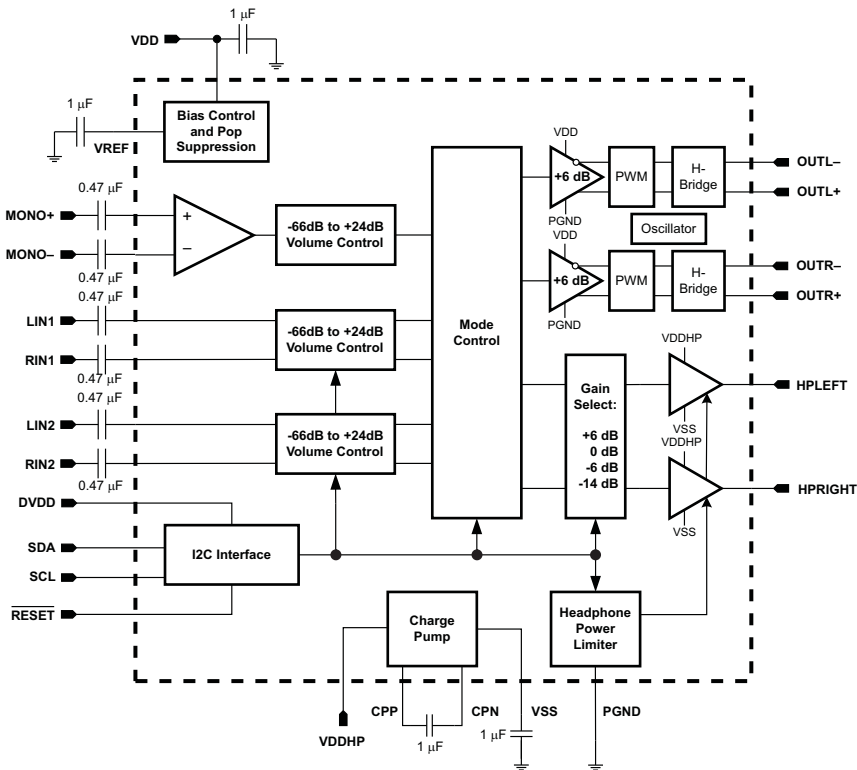 1 µF
VDD
1 µF
VREF
Bias Control
and Pop
Suppression
0.47 µF
MONO+
+
-66dB to +24dB
Volume Control
MONO–
–
0.47 µF
0.47 µF
LIN1
-66dB to +24dB
Volume Control
RIN1
0.47 µF
0.47 µF
LIN2
-66dB to +24dB
Volume Control
RIN2
0.47 µF
DVDD
SDA
I2C Interface
SCL
RESET
Mode
Control
VDD
+6 dB
PGND
PWM
H-
Bridge
OUTL–
OUTL+
Oscillator
VDD
+6 dB
PGND
PWM
H-
Bridge
OUTR–
OUTR+
Gain
Select:
+6 dB
0 dB
-6 dB
-14 dB
VDDHP
VSS
HPLEFT
VDDHP
VSS
HPRIGHT
Charge
Pump
Headphone
Power
Limiter
VDDHP
CPP
CPN
1 µF
VSS
1 µF
PGND